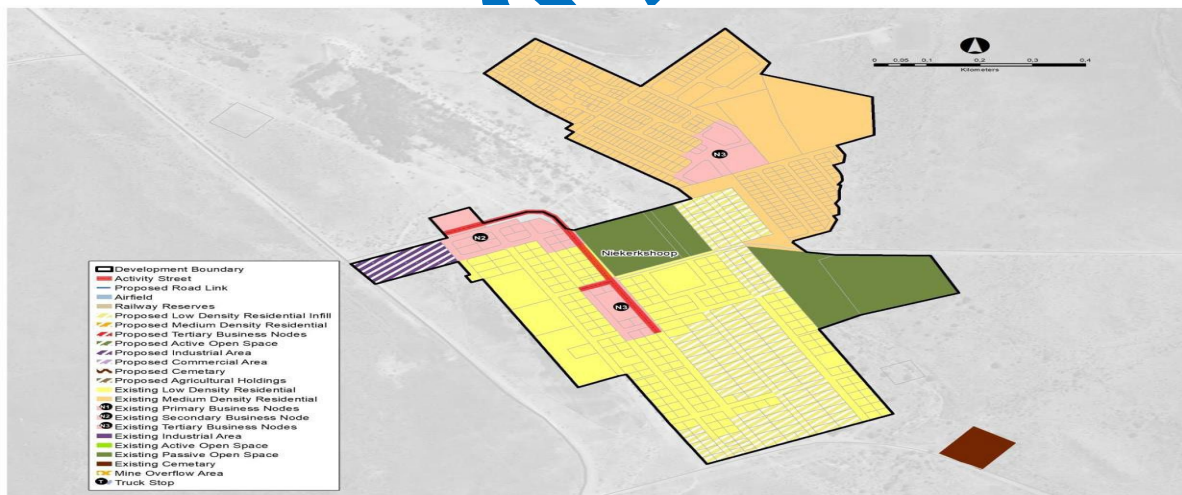 0 0.05 0.1 0.2 0.3 0.4
Kilometers
N3
N2
Niekerkshoop
N3
Development Boundary
Activity Street
Proposed Road Link
Airfield
Railway Reserves
Proposed Low Density Residential Infill
Proposed Medium Density Residential
Proposed Tertiary Business Nodes
Proposed Active Open Space
Proposed Industrial Area
Proposed Commercial Area
Proposed Cemetary
Proposed Agricultural Holdings
Existing Low Density Residential
Existing Medium Density Residential
N1 Existing Primary Business Nodes
N2 Existing Secondary Business Node
N3 Existing Tertiary Business Nodes
Existing Industrial Area
Existing Active Open Space
Existing Passive Open Space
Existing Cemetary
Mine Overflow Area
T Truck Stop